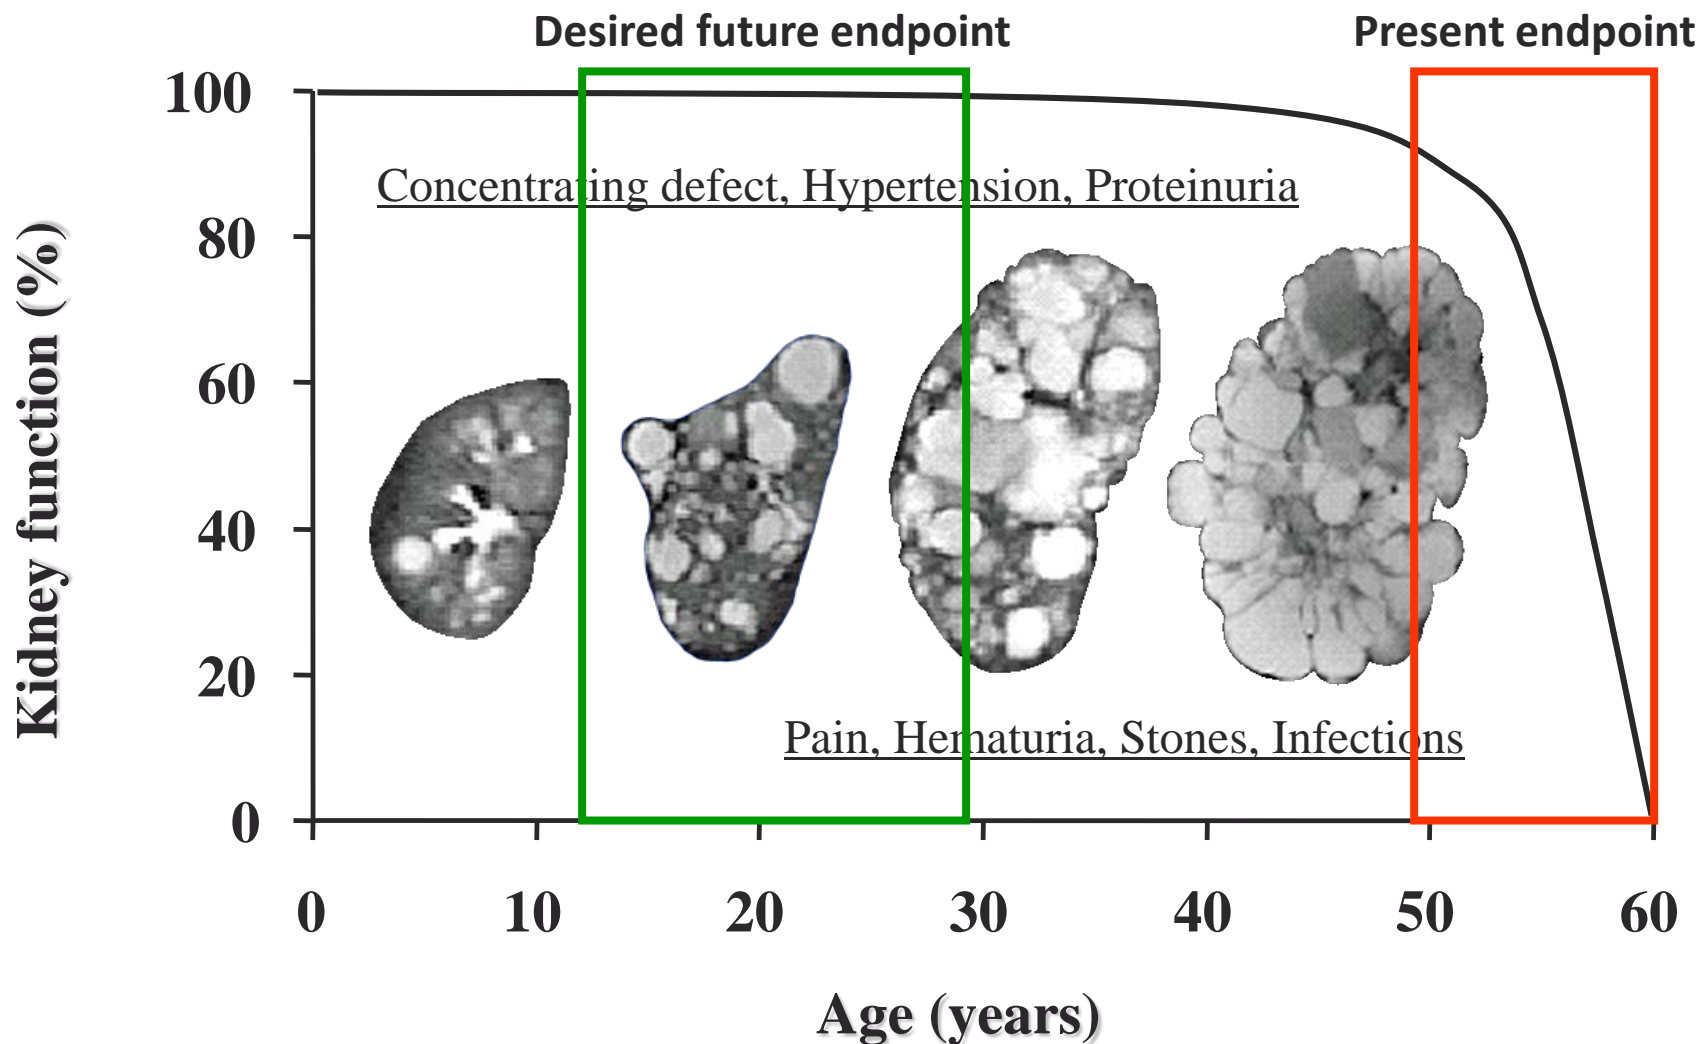 Desired future endpoint
Present endpoint
100
Concentrating defect, Hypertension, Proteinuria
80
60
40
20
Pain, Hematuria, Stones, Infections
0
Kidney function (%)
0 10 20 30 40 50 60
Age (years)